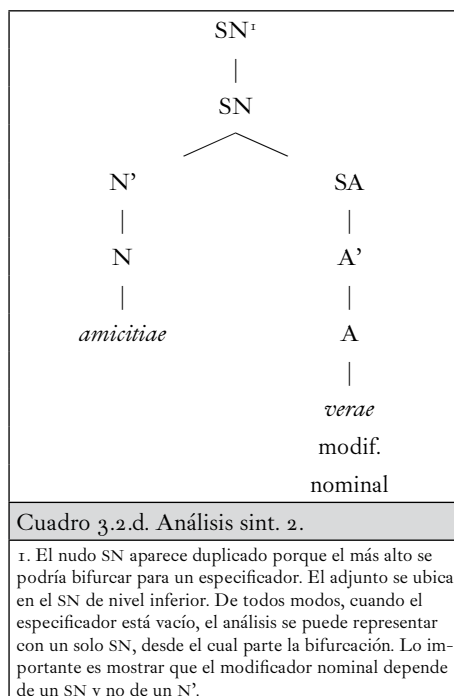 SN¹
|
SN
N’ SA
| |
N A’
| |
amicitiae A
|
verae
modif.
nominal
Cuadro 3.2.d. Análisis sint. 2.
1. El nudo SN aparece duplicado porque el más alto se
podría bifurcar para un especificador. El adjunto se ubica
en el SN de nivel inferior. De todos modos, cuando el
especificador está vacío, el análisis se puede representar
con un solo SN, desde el cual parte la bifurcación. Lo im-
portante es mostrar que el modificador nominal depende
de un SN y no de un N’.